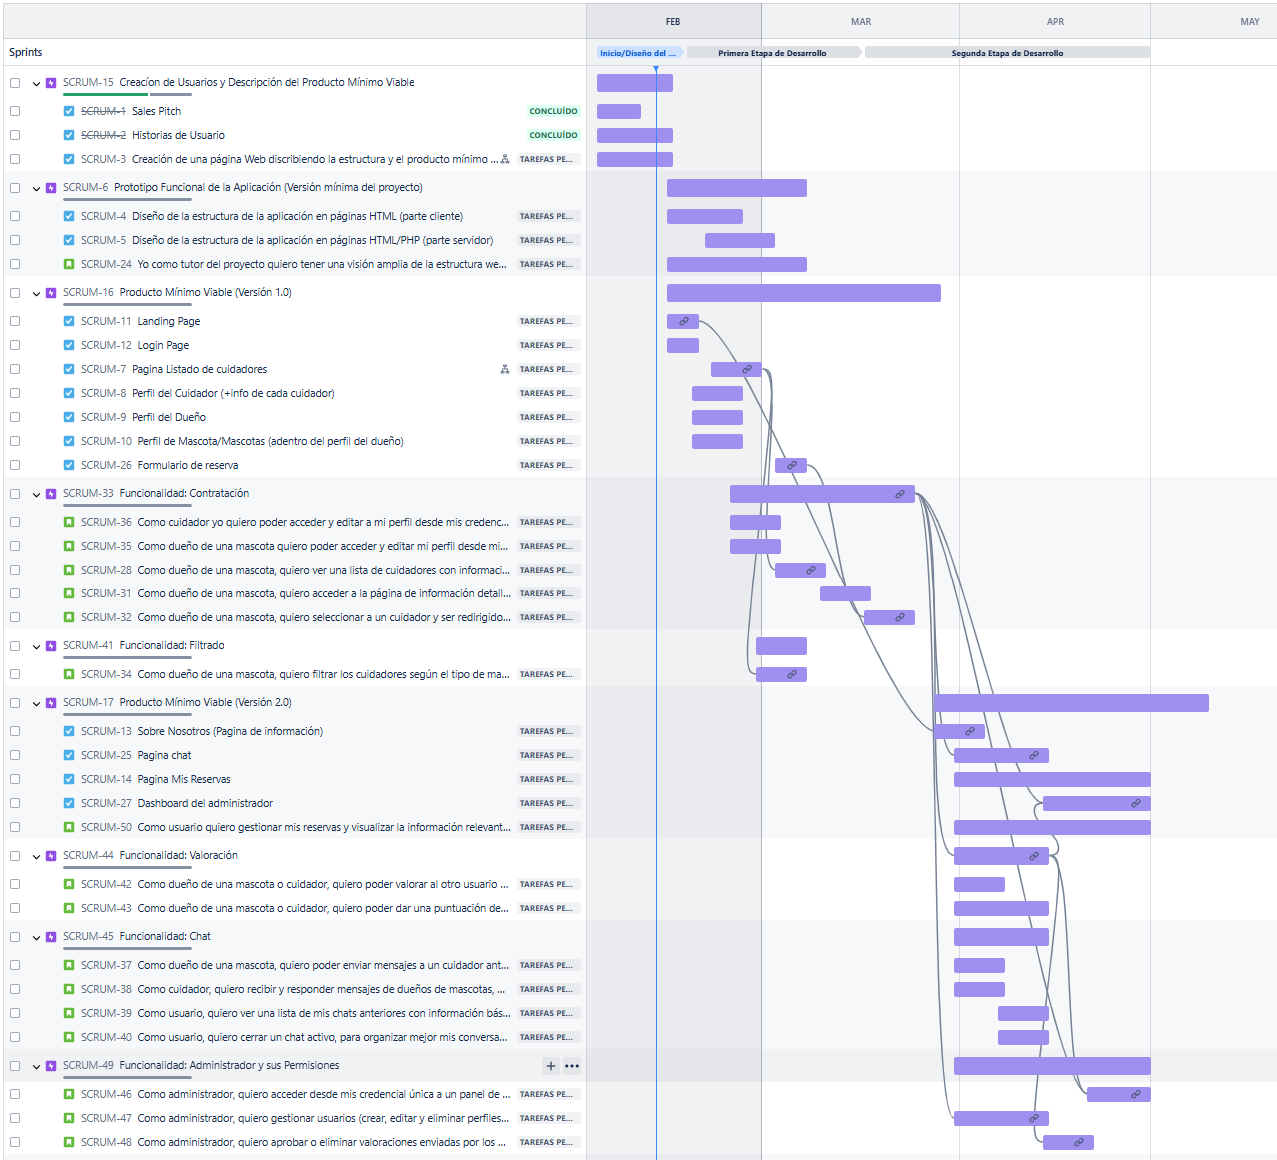 FEB MAR APR MAY
Sprints Inicio/Diseño del ... Primera Etapa de Desarrollo Segunda Etapa de Desarrollo
SCRUM-15 Creacíon de Usuarios y Descripción del Producto Mínimo Viable
SCRUM-1 Sales Pitch CONCLUÍDO
SCRUM-2 Historias de Usuario CONCLUÍDO
SCRUM-3 Creación de una página Web discribiendo la estructura y el producto mínimo ... TAREFAS PE...
SCRUM-6 Prototipo Funcional de la Aplicación (Versión mínima del proyecto)
SCRUM-4 Diseño de la estructura de la aplicación en páginas HTML (parte cliente) TAREFAS PE...
SCRUM-5 Diseño de la estructura de la aplicación en páginas HTML/PHP (parte servidor) TAREFAS PE...
SCRUM-24 Yo como tutor del proyecto quiero tener una visión amplia de la estructura we... TAREFAS PE...
SCRUM-16 Producto Mínimo Viable (Versión 1.0)
SCRUM-11 Landing Page TAREFAS PE...
SCRUM-12 Login Page TAREFAS PE...
SCRUM-7 Pagina Listado de cuidadores TAREFAS PE...
SCRUM-8 Perfil del Cuidador (+info de cada cuidador) TAREFAS PE...
SCRUM-9 Perfil del Dueño TAREFAS PE...
SCRUM-10 Perfil de Mascota/Mascotas (adentro del perfil del dueño) TAREFAS PE...
SCRUM-26 Formulario de reserva TAREFAS PE...
SCRUM-33 Funcionalidad: Contratación
SCRUM-36 Como cuidador yo quiero poder acceder y editar a mi perfil desde mis credenc... TAREFAS PE...
SCRUM-35 Como dueño de una mascota quiero poder acceder y editar mi perfil desde mi... TAREFAS PE...
SCRUM-28 Como dueño de una mascota, quiero ver una lista de cuidadores con informaci... TAREFAS PE...
SCRUM-31 Como dueño de una mascota, quiero acceder a la página de información detall... TAREFAS PE...
SCRUM-32 Como dueño de una mascota, quiero seleccionar a un cuidador y ser redirigido... TAREFAS PE...
SCRUM-41 Funcionalidad: Filtrado
SCRUM-34 Como dueño de una mascota, quiero filtrar los cuidadores según el tipo de ma... TAREFAS PE...
SCRUM-17 Producto Mínimo Viable (Versión 2.0)
SCRUM-13 Sobre Nosotros (Pagina de información) TAREFAS PE...
SCRUM-25 Pagina chat TAREFAS PE...
SCRUM-14 Pagina Mis Reservas TAREFAS PE...
SCRUM-27 Dashboard del administrador TAREFAS PE...
SCRUM-50 Como usuario quiero gestionar mis reservas y visualizar la información relevant... TAREFAS PE...
SCRUM-44 Funcionalidad: Valoración
SCRUM-42 Como dueño de una mascota o cuidador, quiero poder valorar al otro usuario ... TAREFAS PE...
SCRUM-43 Como dueño de una mascota o cuidador, quiero poder dar una puntuación de... TAREFAS PE...
SCRUM-45 Funcionalidad: Chat
SCRUM-37 Como dueño de una mascota, quiero poder enviar mensajes a un cuidador ant... TAREFAS PE...
SCRUM-38 Como cuidador, quiero recibir y responder mensajes de dueños de mascotas, ... TAREFAS PE...
SCRUM-39 Como usuario, quiero ver una lista de mis chats anteriores con información bás... TAREFAS PE...
SCRUM-40 Como usuario, quiero cerrar un chat activo, para organizar mejor mis conversa... TAREFAS PE...
SCRUM-49 Funcionalidad: Administrador y sus Permisiones
SCRUM-46 Como administrador, quiero acceder desde mis credencial única a un panel de ... TAREFAS PE...
SCRUM-47 Como administrador, quiero gestionar usuarios (crear, editar y eliminar perfiles... TAREFAS PE...
SCRUM-48 Como administrador, quiero aprobar o eliminar valoraciones enviadas por los ... TAREFAS PE...